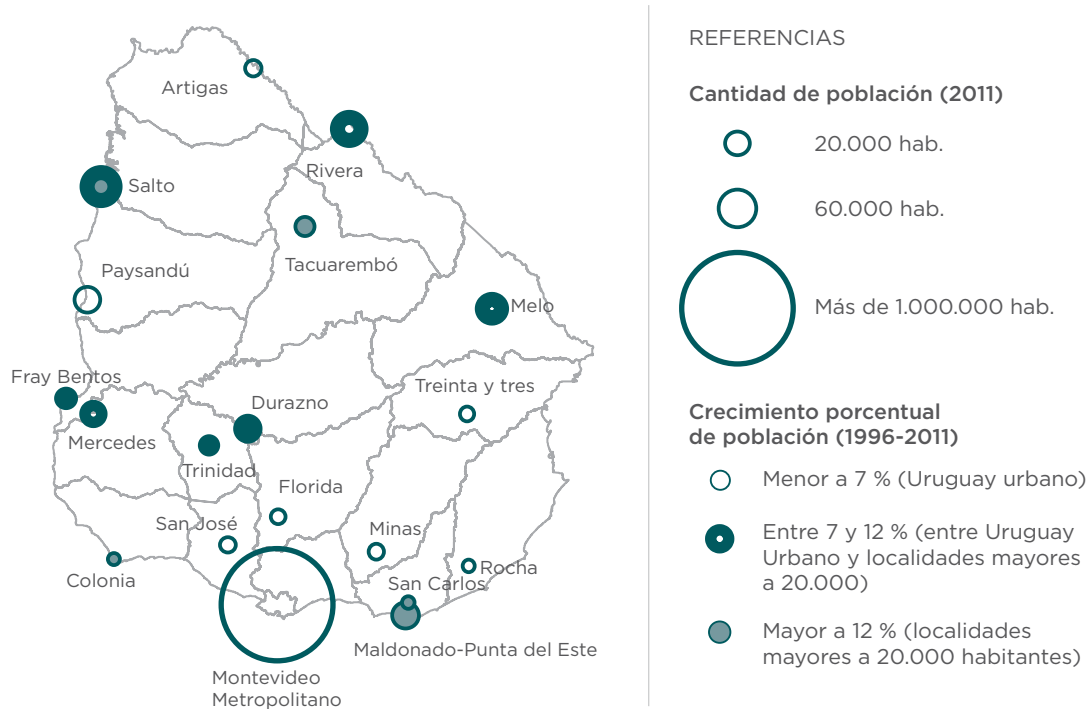 Artigas
Rivera
Salto
Tacuarembó
Paysandú
Melo
Fray Bentos
Mercedes
Durazno
Treinta y tres
Trinidad
Florida
San José
Minas
Colonia
Rocha
San Carlos
Maldonado-Punta del Este
Montevideo
Metropolitano
REFERENCIAS
Cantidad de población (2011)
20.000 hab.
60.000 hab.
Más de 1.000.000 hab.
Crecimiento porcentual
de población (1996-2011)
Menor a 7 % (Uruguay urbano)
Entre 7 y 12 % (entre Uruguay
Urbano y localidades mayores
a 20.000)
Mayor a 12 % (localidades
mayores a 20.000 habitantes)